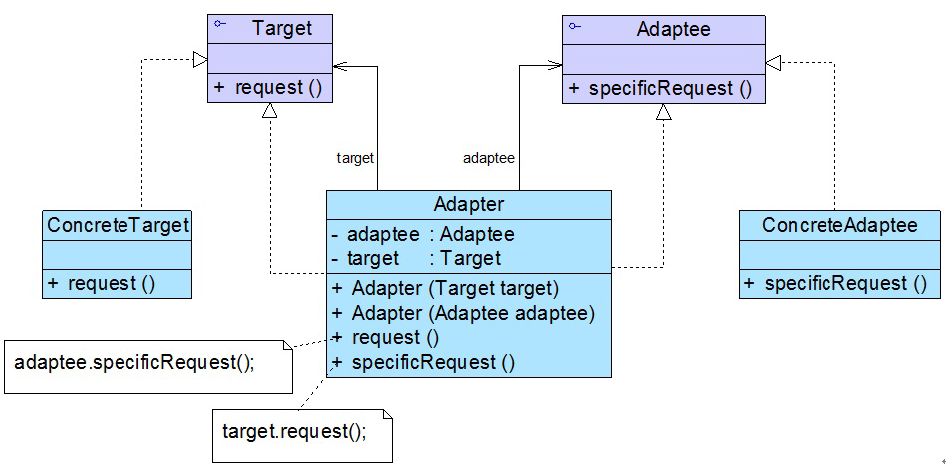 Target
+ request ()
Adaptee
+ specificRequest ()
target
adaptee
ConcreteTarget
+ request ()
Adapter
- adaptee : Adaptee
- target : Target
+ Adapter (Target target)
+ Adapter (Adaptee adaptee)
+ request ()
+ specificRequest ()
ConcreteAdaptee
+ specificRequest ()
adaptee.specificRequest();
target.request();